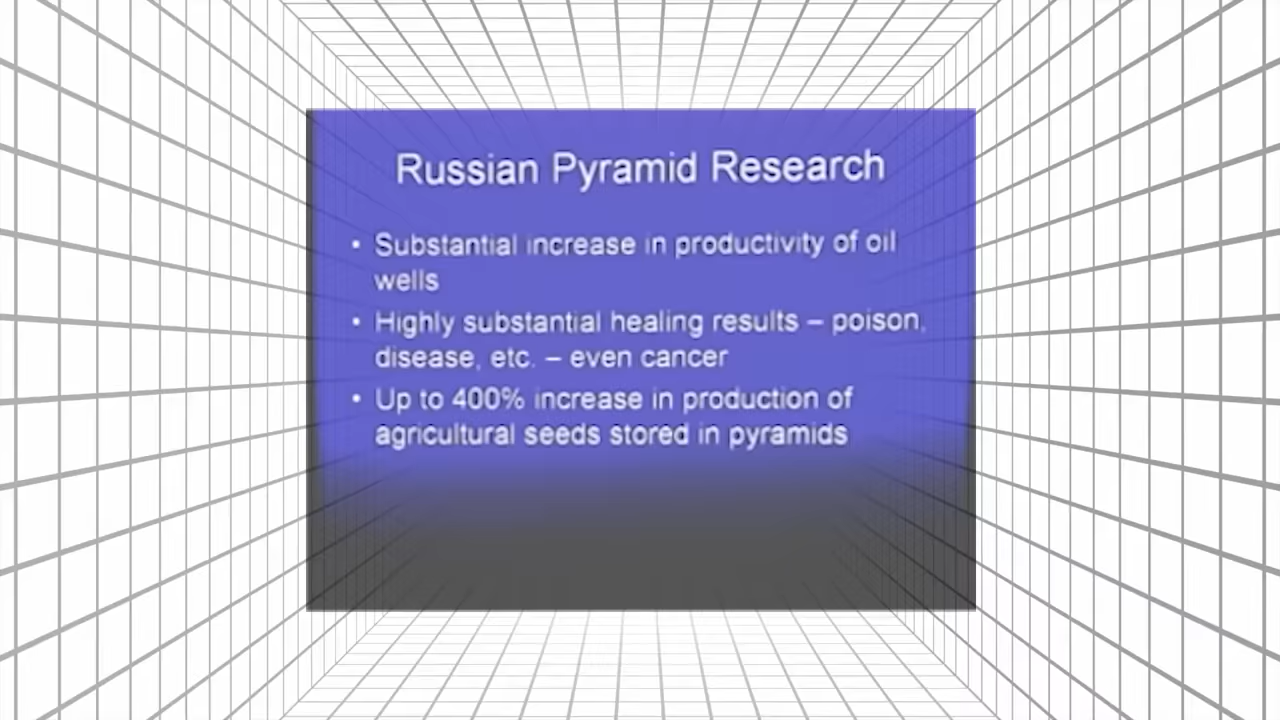 Russian Pyramid Research
• Substantial increase in productivity of oil
wells
• Highly substantial healing results – poison,
disease, etc. – even cancer
• Up to 400% increase in production of
agricultural seeds stored in pyramids